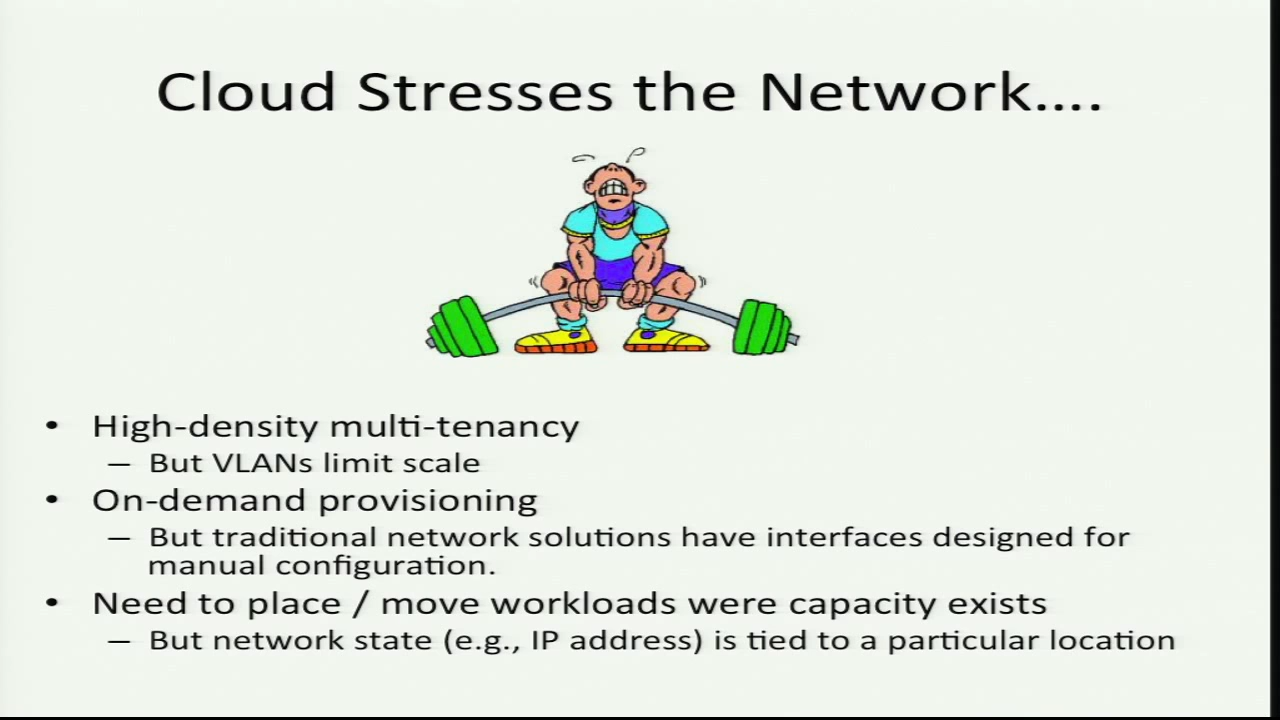 Cloud Stresses the Network....
• High-density multi-tenancy
– But VLANs limit scale
• On-demand provisioning
– But traditional network solutions have interfaces designed for
manual configuration.
• Need to place / move workloads were capacity exists
– But network state (e.g., IP address) is tied to a particular location